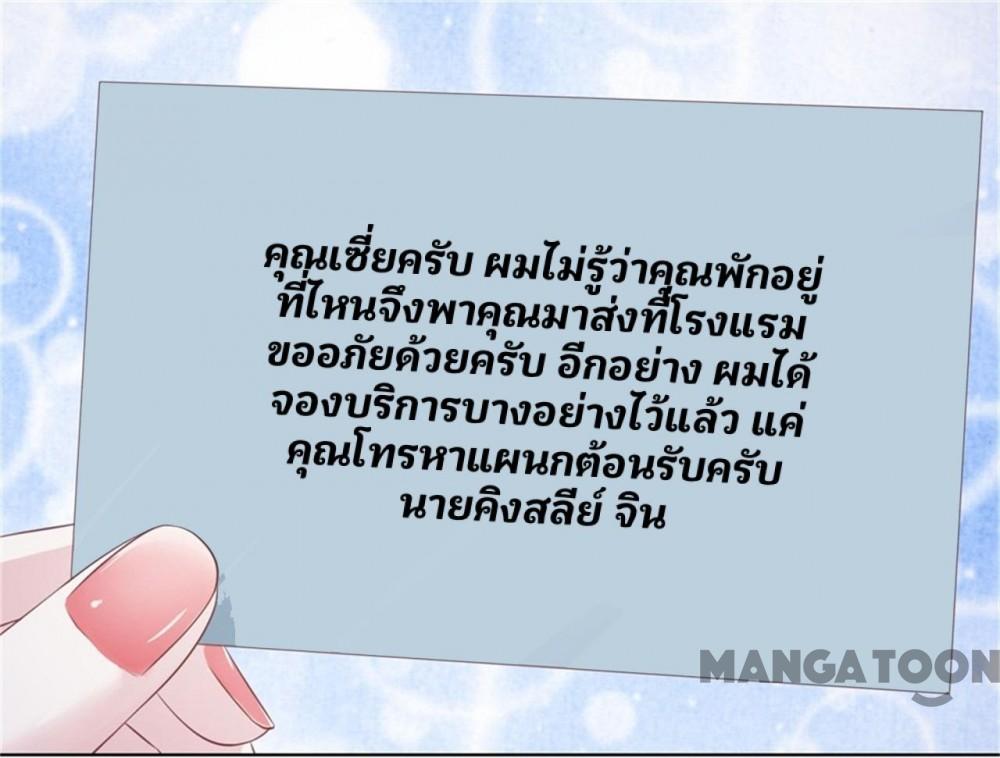 คุณเซี่ยครับ ผมไม่รู้ว่าคุณพักอยู่
ที่ไหนจึงพาคุณมาส่งที่โรงแรม
ขออภัยด้วยครับ อีกอย่าง ผมได้
จองบริการบางอย่างไว้แล้ว แค่
คุณโทรหาแผนกต้อนรับครับ
นายคิงสลีย์ จิน
MANGATOON